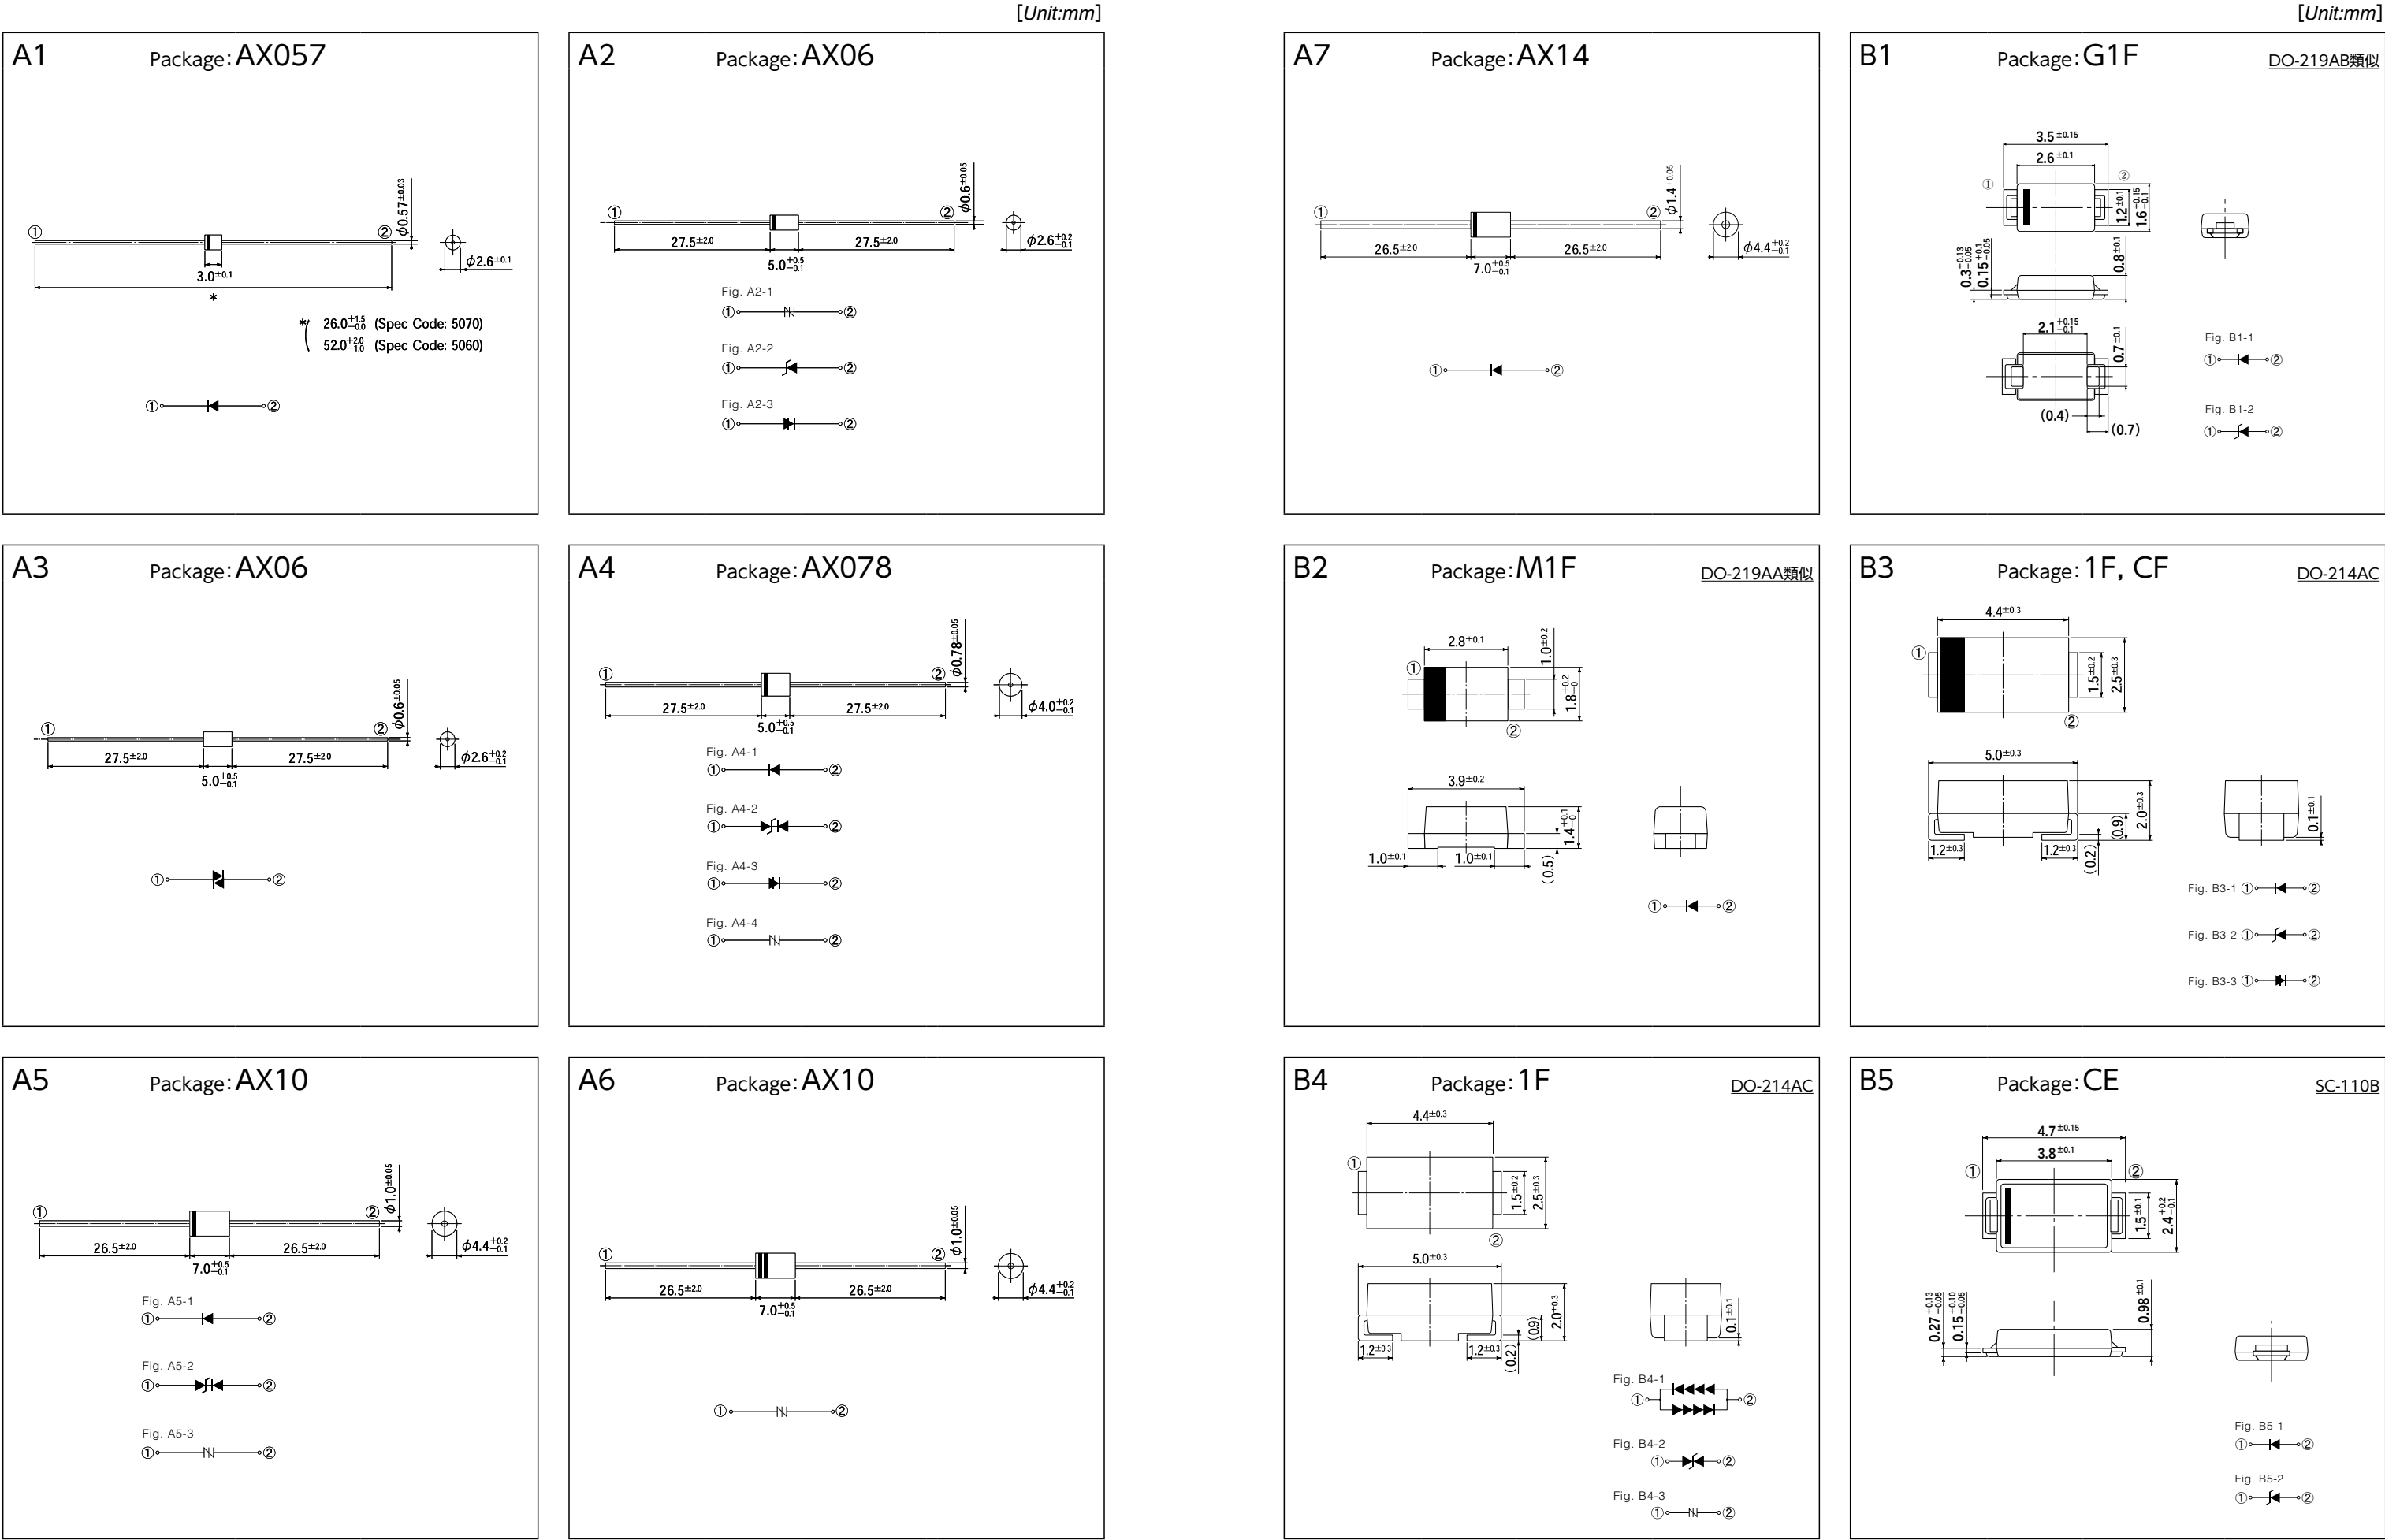 [Unit:mm]
A1 Package:AX057
φ0.57±0.03
① ②
3.0±0.1
φ2.6±0.1
*
* 26.0+1.5−0.0 (Spec Code: 5070)
52.0+2.0−1.0 (Spec Code: 5060)
① ②
A2 Package:AX06
φ0.6±0.05
① ②
27.5±2.0 27.5±2.0
φ2.6+0.2−0.1
5.0+0.5−0.1
Fig. A2-1
① ②
Fig. A2-2
① ②
Fig. A2-3
① ②
A3 Package:AX06
φ0.6±0.05
① ②
27.5±2.0 27.5±2.0
φ2.6+0.2−0.1
5.0+0.5−0.1
① ②
A4 Package:AX078
φ0.78±0.05
① ②
27.5±2.0 27.5±2.0
φ4.0+0.2−0.1
5.0+0.5−0.1
Fig. A4-1
① ②
Fig. A4-2
① ②
Fig. A4-3
① ②
Fig. A4-4
① ②
A5 Package:AX10
φ1.0±0.05
① ②
26.5±2.0 26.5±2.0
φ4.4+0.2−0.1
7.0+0.5−0.1
Fig. A5-1
① ②
Fig. A5-2
① ②
Fig. A5-3
① ②
A6 Package:AX10
φ1.0±0.05
① ②
26.5±2.0 26.5±2.0
φ4.4+0.2−0.1
7.0+0.5−0.1
① ②
[Unit:mm]
A7 Package:AX14
φ1.4±0.05
① ②
26.5±2.0 26.5±2.0
φ4.4+0.2−0.1
7.0+0.5−0.1
① ②
B1 Package:G1F DO-219AB類似
3.5±0.15
2.6±0.1
① ②
1.2±0.1
1.6+0.15−0.1
0.3+0.13−0.05
0.15+0.1−0.05
0.8±0.1
2.1+0.15−0.1
0.7±0.1
(0.4)
(0.7)
Fig. B1-1
① ②
Fig. B1-2
① ②
B2 Package:M1F DO-219AA類似
2.8±0.1
1.0±0.2
①
1.8+0.2−0
②
3.9±0.2
1.4+0.1−0
1.0±0.1 1.0±0.1
(0.5)
① ②
B3 Package:1F, CF DO-214AC
4.4±0.3
①
1.5±0.2
2.5±0.3
②
5.0±0.3
(0.9)
2.0±0.3
0.1±0.1
1.2±0.3 1.2±0.3
(0.2)
Fig. B3-1 ① ②
Fig. B3-2 ① ②
Fig. B3-3 ① ②
B4 Package:1F DO-214AC
4.4±0.3
①
1.5±0.2
2.5±0.3
②
5.0±0.3
(0.9)
2.0±0.3
0.1±0.1
1.2±0.3 1.2±0.3
(0.2)
Fig. B4-1
① ②
Fig. B4-2
① ②
Fig. B4-3
① ②
B5 Package:CE SC-110B
4.7±0.15
3.8±0.1
① ②
1.5±0.1
2.4+0.2−0.1
0.27+0.13−0.05
0.15+0.10−0.05
0.98±0.1
Fig. B5-1
① ②
Fig. B5-2
① ②